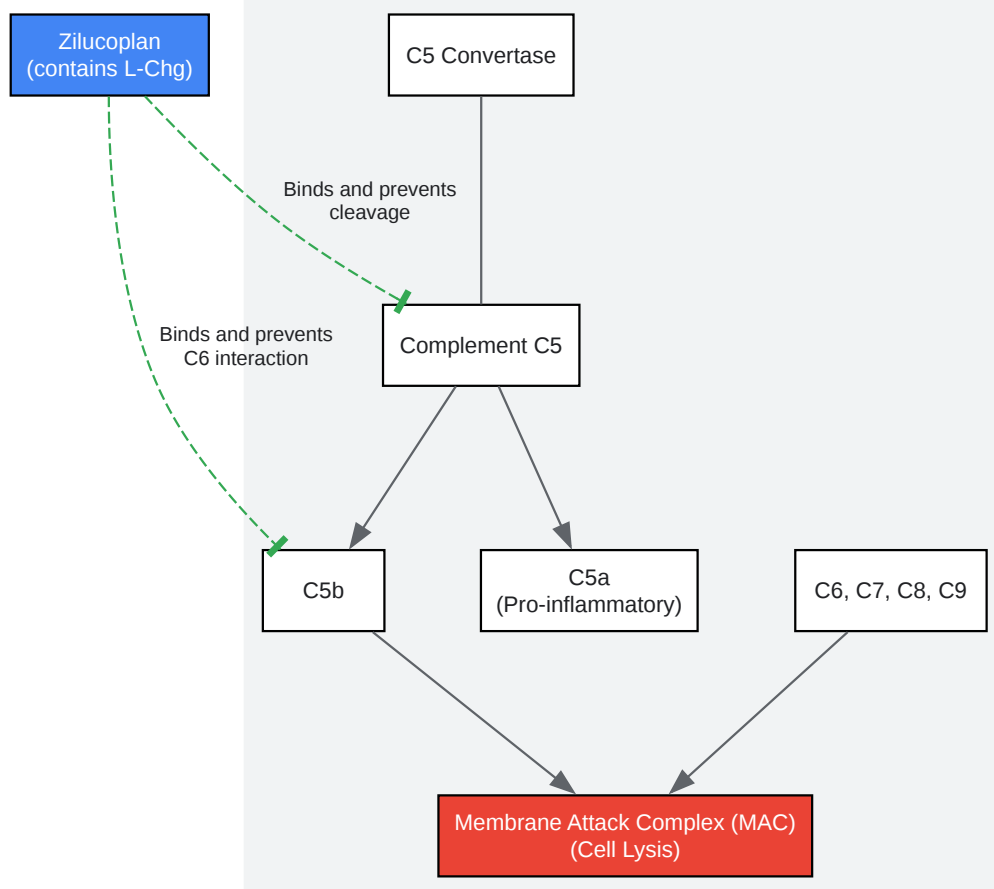 Zilucoplan
(contains L-Chg)
C5 Convertase
Binds and prevents
cleavage
Binds and prevents
C6 interaction
Complement C5
C5b
C5a
(Pro-inflammatory)
C6, C7, C8, C9
Membrane Attack Complex (MAC)
(Cell Lysis)